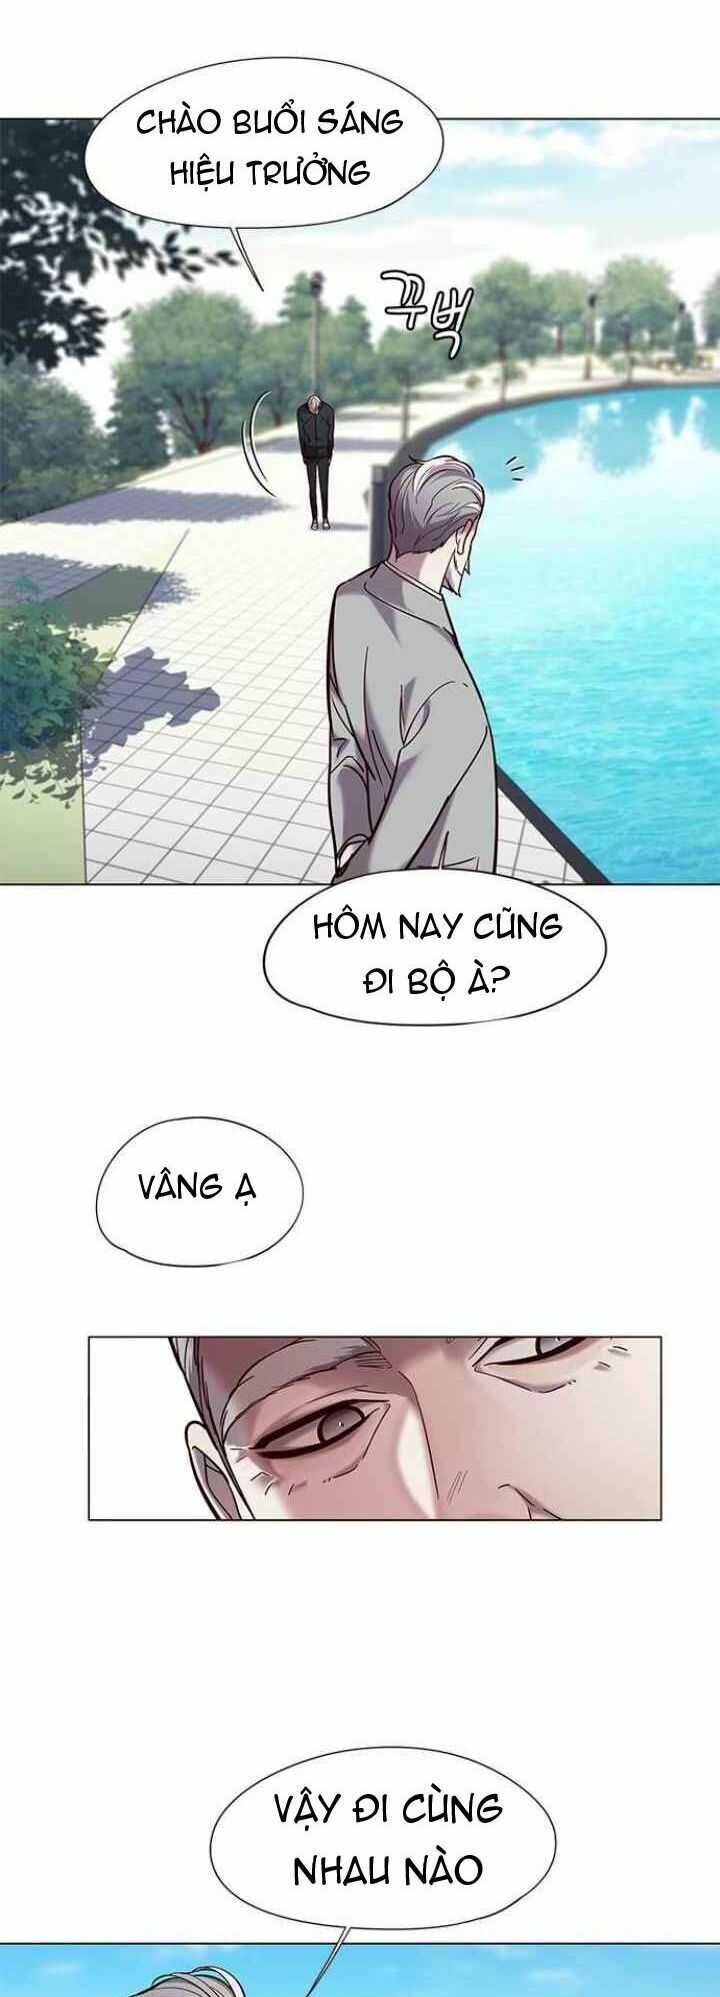 CHÀO BUỔI SÁNG
HIỆU TRƯỞNG
꾸벅
HÔM NAY CŨNG
ĐI BỘ À?
VÂNG Ạ
VẬY ĐI CÙNG
NHAU NÀO